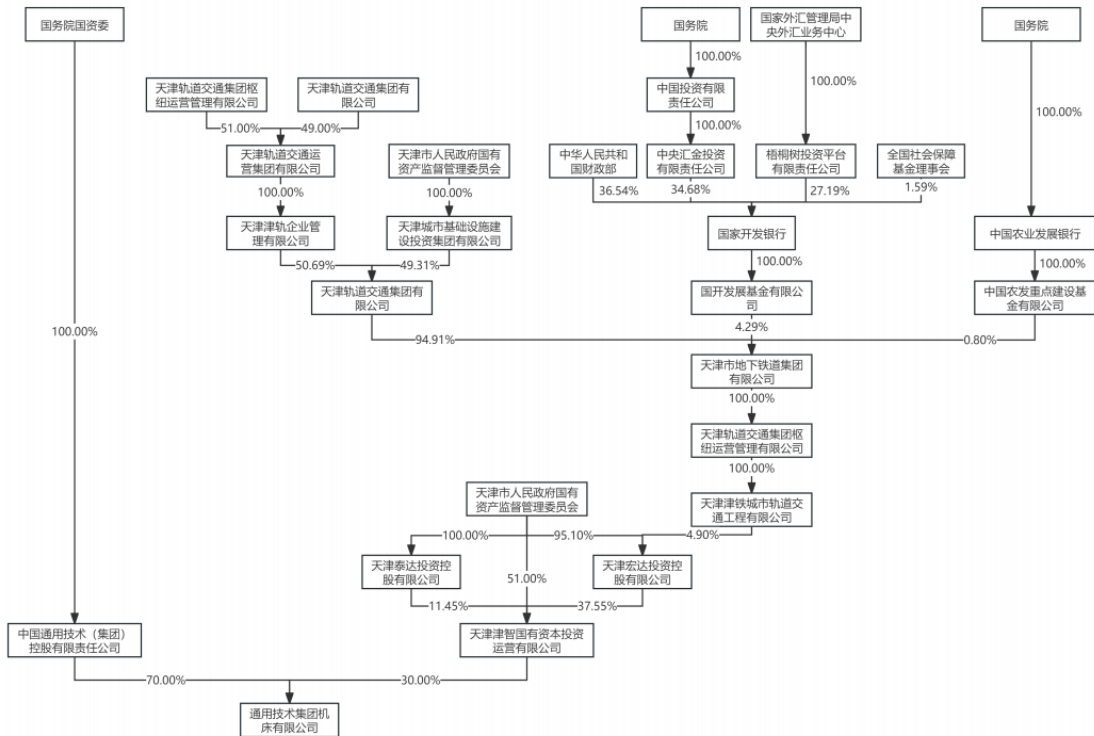 国务院国资委
国务院
国家外汇管理局中
央外汇业务中心
国务院
100.00%
100.00%
天津轨道交通集团枢
纽运营管理有限公司
天津轨道交通集团有
限公司
中国投资有限
责任公司
100.00%
51.00%
49.00%
100.00%
天津轨道交通运
营集团有限公司
天津市人民政府国有
资产监督管理委员会
中华人民共和
国财政部
中央汇金投资
有限责任公司
梧桐树投资平台
有限责任公司
全国社会保障
基金理事会
100.00%
100.00%
36.54%
34.68%
27.19%
1.59%
天津津轨企业管
理有限公司
天津城市基础设施建
设投资集团有限公司
国家开发银行
中国农业发展银行
50.69%
49.31%
100.00%
100.00%
天津轨道交通集团有
限公司
国开发展基金有限公
司
中国农发重点建设基
金有限公司
100.00%
94.91%
4.29%
0.80%
天津市地下铁道集团
有限公司
100.00%
天津轨道交通集团枢
纽运营管理有限公司
100.00%
天津市人民政府国有
资产监督管理委员会
天津津铁城市轨道交
通工程有限公司
100.00%
95.10%
4.90%
天津泰达投资控
股有限公司
天津宏达投资控
股有限公司
51.00%
11.45%
37.55%
中国通用技术（集团）
控股有限责任公司
天津津智国有资本投资
运营有限公司
70.00%
30.00%
通用技术集团机
床有限公司